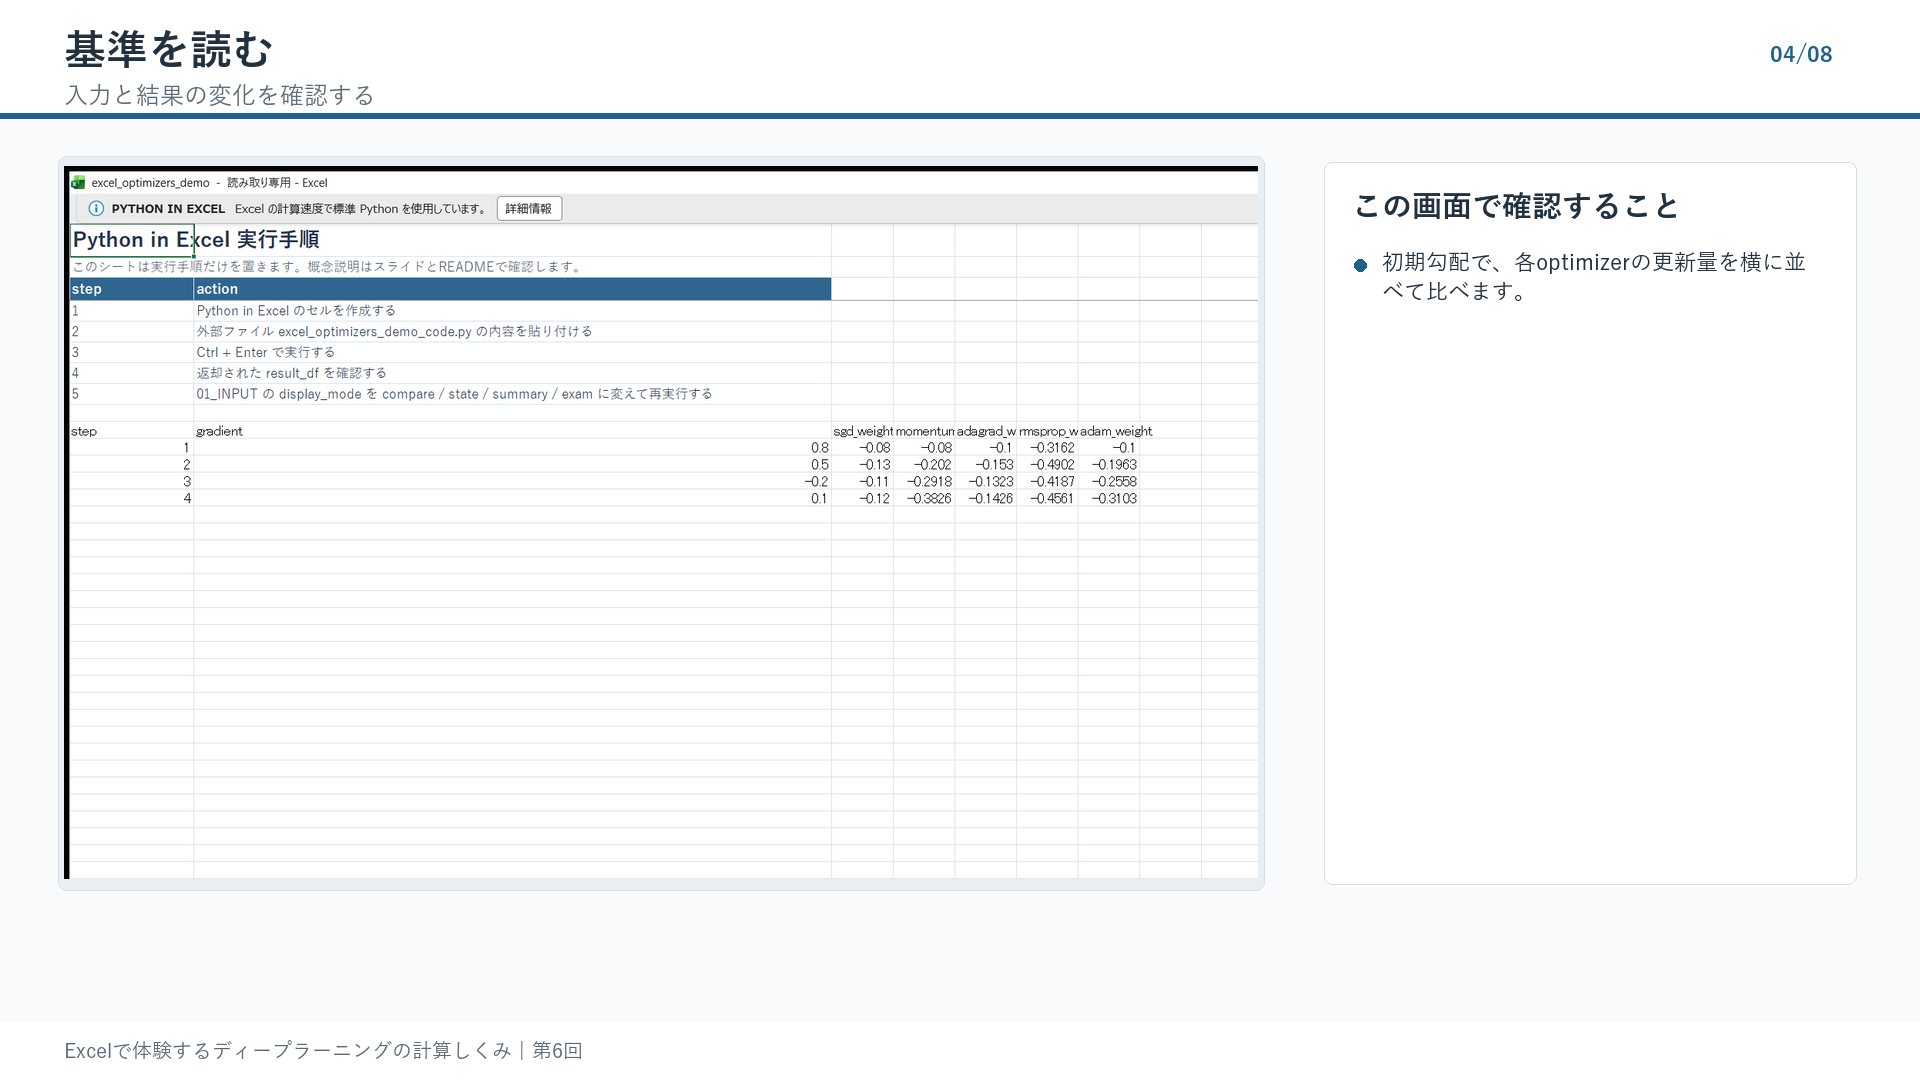 基準を読む
入力と結果の変化を確認する
04/08
excel_optimizers_demo - 読み取り専用 - Excel
PYTHON IN EXCEL Excel の計算速度で標準 Python を使用しています。 詳細情報
Python in Excel 実行手順
このシートは実行手順だけを置きます。概念説明はスライドとREADMEで確認します。
step action
1 Python in Excel のセルを作成する
2 外部ファイル excel_optimizers_demo_code.py の内容を貼り付ける
3 Ctrl + Enter で実行する
4 返却された result_df を確認する
5 01_INPUT の display_mode を compare / state / summary / exam に変えて再実行する
step gradient sgd_weight momentun adagrad_w rmsprop_w adam_weight
1 0.8 -0.08 -0.08 -0.1 -0.3162 -0.1
2 0.5 -0.13 -0.202 -0.153 -0.4902 -0.1963
3 -0.2 -0.11 -0.2918 -0.1323 -0.4187 -0.2558
4 0.1 -0.12 -0.3826 -0.1426 -0.4561 -0.3103
この画面で確認すること
初期勾配で、各optimizerの更新量を横に並
べて比べます。
Excelで体験するディープラーニングの計算しくみ｜第6回